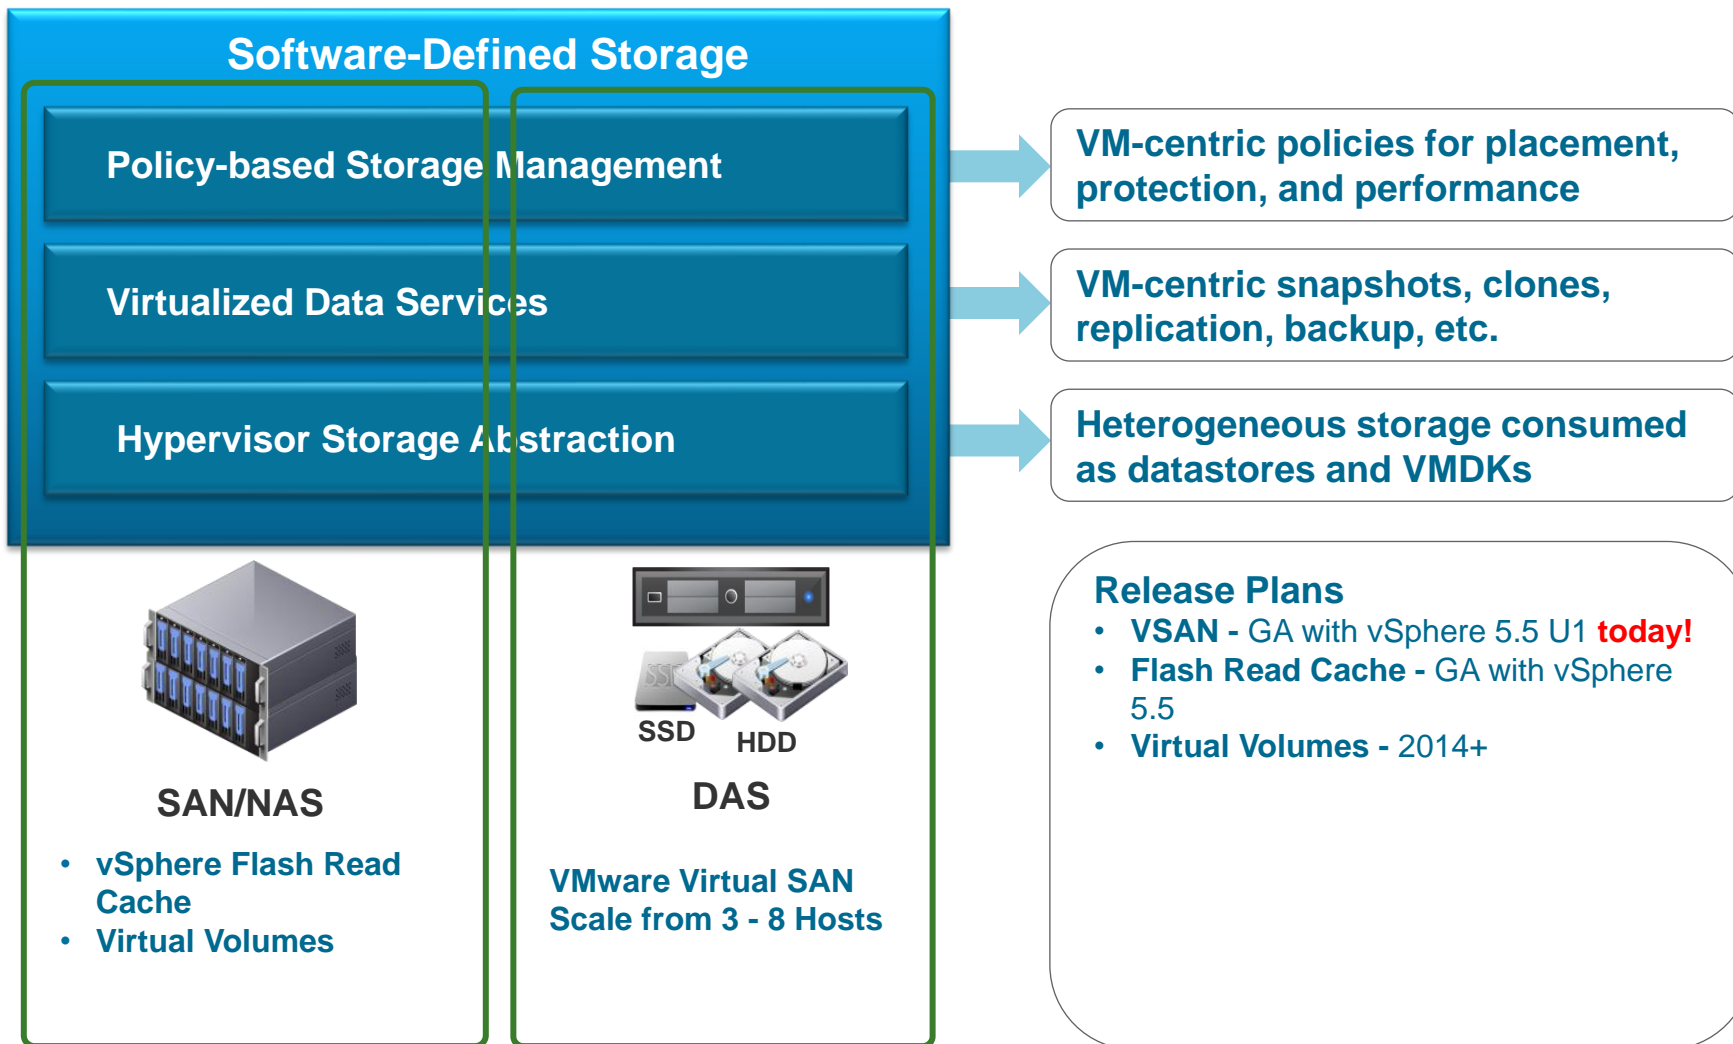 Software-Defined Storage
Policy-based Storage Management
VM-centric policies for placement,
protection, and performance
Virtualized Data Services
VM-centric snapshots, clones,
replication, backup, etc.
Hypervisor Storage Abstraction
Heterogeneous storage consumed
as datastores and VMDKs
SSD
SSD
HDD
SAN/NAS
DAS
• vSphere Flash Read
Cache
• Virtual Volumes
VMware Virtual SAN
Scale from 3 - 8 Hosts
Release Plans
• VSAN - GA with vSphere 5.5 U1 today!
• Flash Read Cache - GA with vSphere
5.5
• Virtual Volumes - 2014+